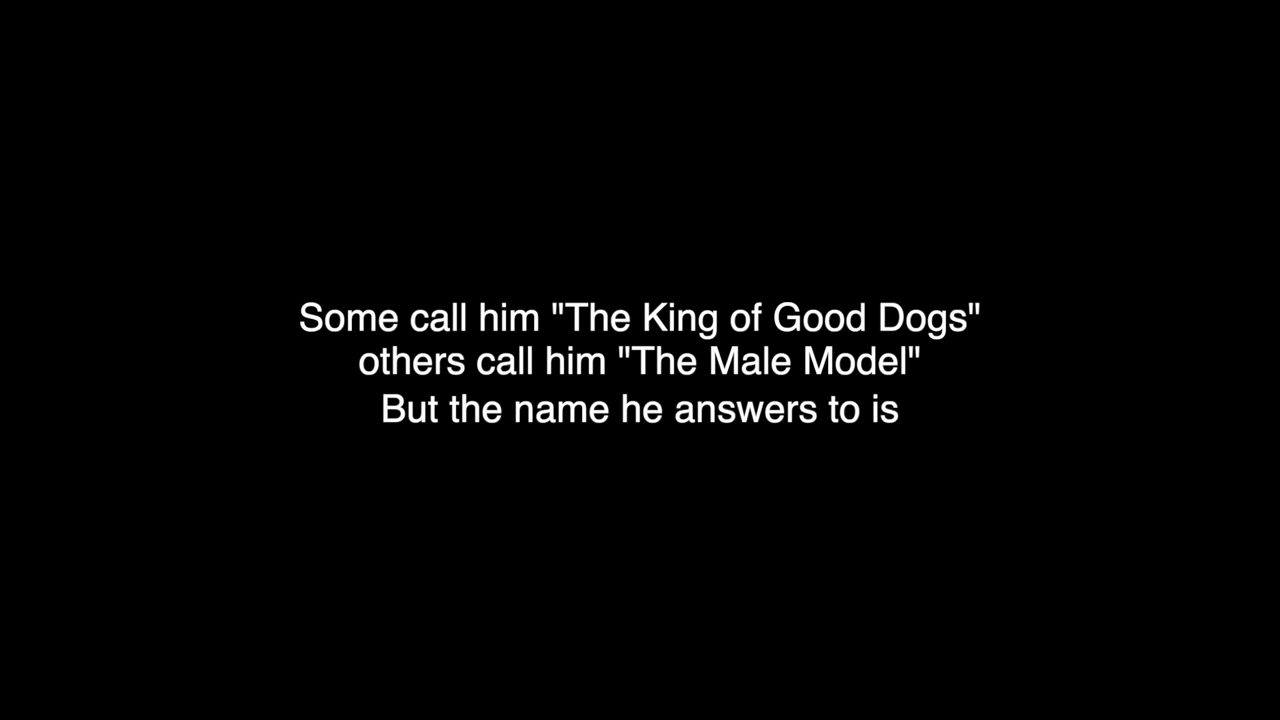 Some call him "The King of Good Dogs"
others call him "The Male Model"
But the name he answers to is